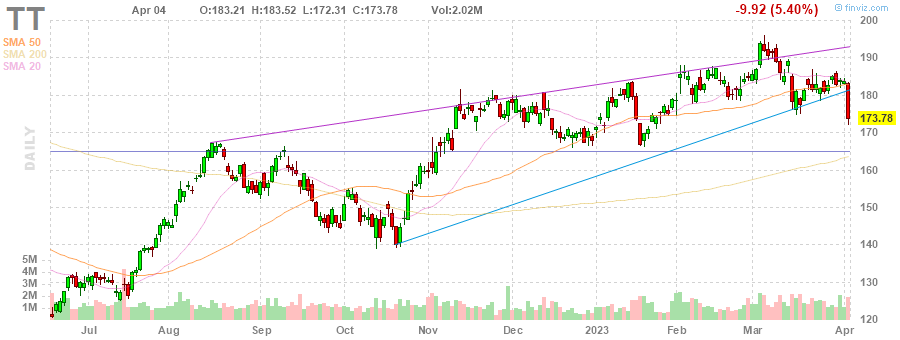 TT
Apr 04 O:183.21 H:183.52 L:172.31 C:173.78 Vol:2.02M -9.92 (5.40%)
finviz.com
SMA 50
SMA 200
SMA 20
DAILY
200
190
180
173.78
170
160
150
140
130
120
5M
4M
3M
2M
1M
Jul Aug Sep Oct Nov Dec 2023 Feb Mar Apr